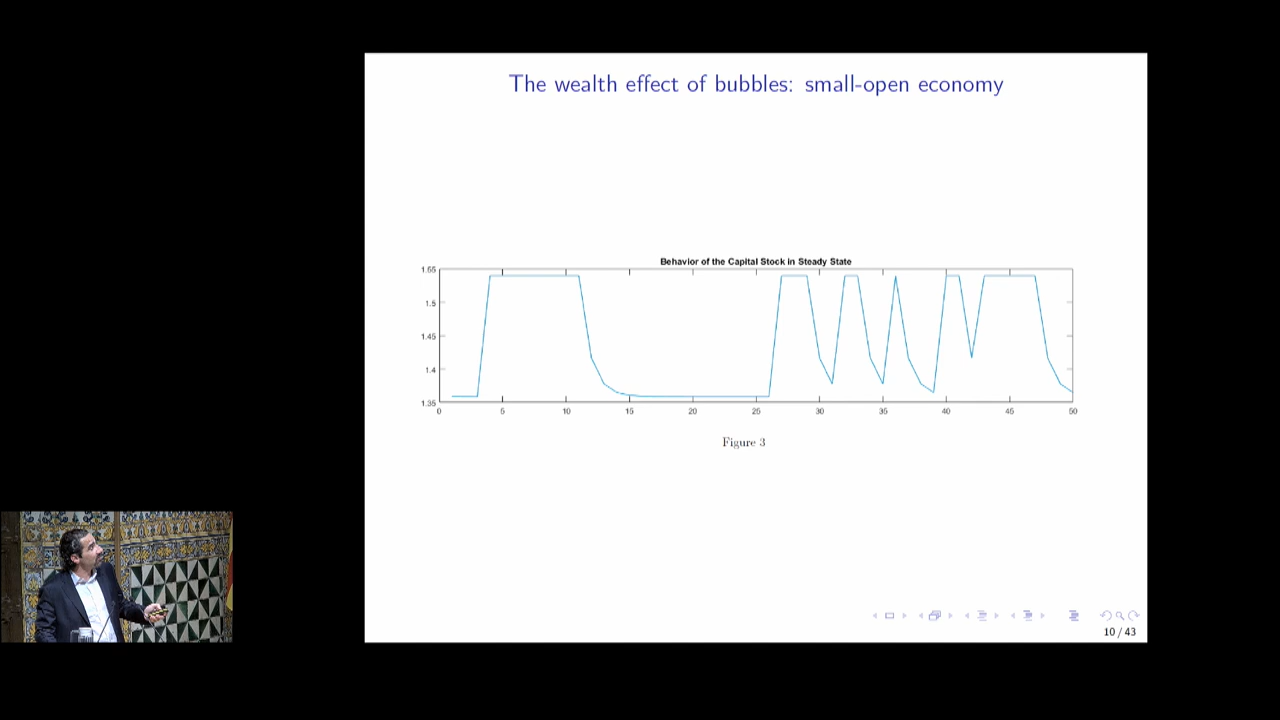 The wealth effect of bubbles: small-open economy
Behavior of the Capital Stock in Steady State
1.55
1.5
1.45
1.4
1.35
0 5 10 15 20 25 30 35 40 45 50
Figure 3
10 / 43